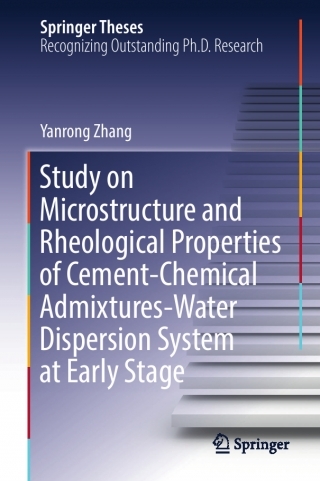 Springer Theses
Recognizing Outstanding Ph.D. Research
Yanrong Zhang
Study on
Microstructure and
Rheological Properties
of Cement-Chemical
Admixtures-Water
Dispersion System
at Early Stage
Springer